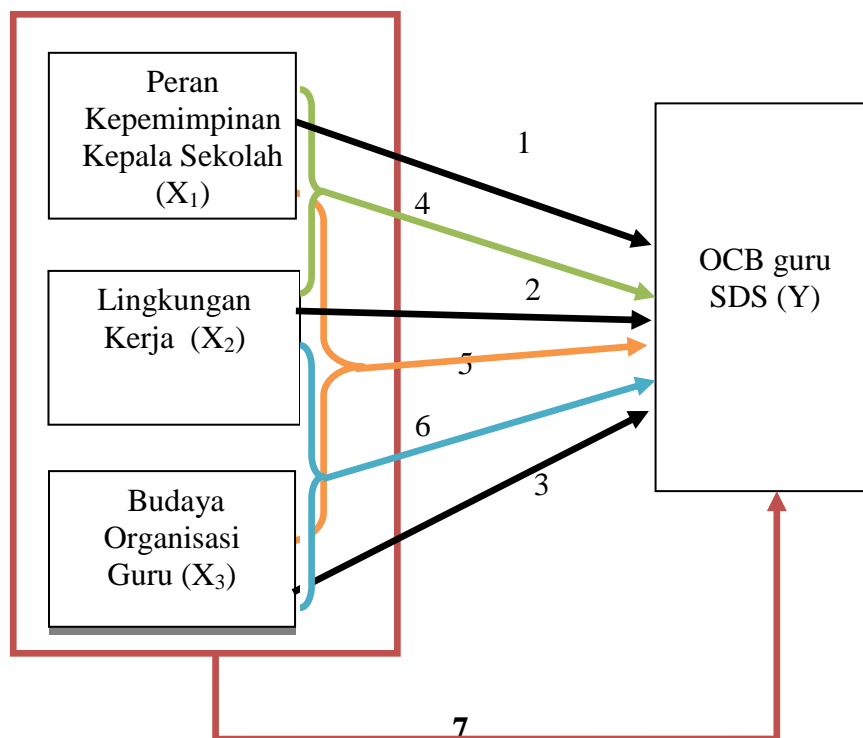 Peran
Kepemimpinan
Kepala Sekolah
(X₁)
1
4
OCB guru
SDS (Y)
Lingkungan
Kerja (X₂)
2
5
6
3
Budaya
Organisasi
Guru (X₃)
7